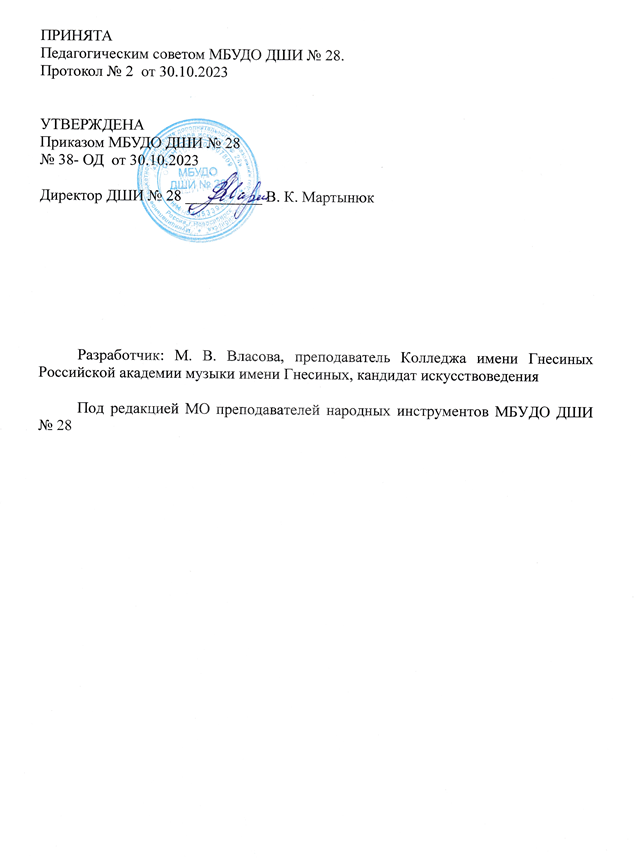 ПРИНЯТА
Педагогическим советом МБУДО ДШИ № 28.
Протокол № 2 от 30.10.2023
УТВЕРЖДЕНА
Приказом МБУДО ДШИ № 28
№ 38- ОД от 30.10.2023
МБУДО
ДШИ № 28
Директор ДШИ № 28 __________ В. К. Мартынюк
Разработчик: М. В. Власова, преподаватель Колледжа имени Гнесиных
Российской академии музыки имени Гнесиных, кандидат искусствоведения
Под редакцией МО преподавателей народных инструментов МБУДО ДШИ
№ 28